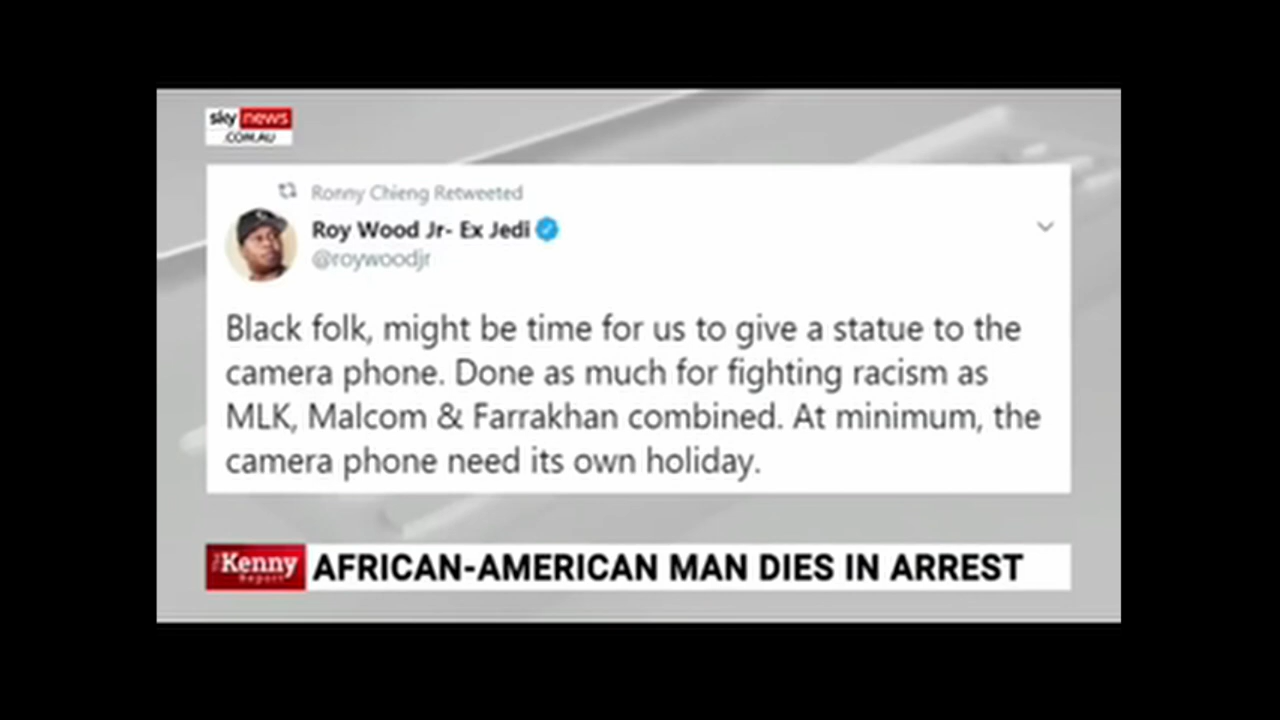 sky news
.COM.AU
Ronny Chieng Retweeted
Roy Wood Jr- Ex Jedi
@roywoodjr
Black folk, might be time for us to give a statue to the
camera phone. Done as much for fighting racism as
MLK, Malcom & Farrakhan combined. At minimum, the
camera phone need its own holiday.
The Kenny Report
AFRICAN-AMERICAN MAN DIES IN ARREST